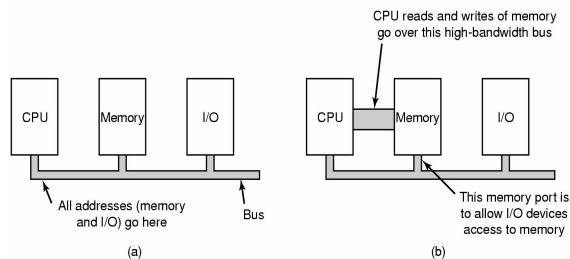 CPU reads and writes of memory
go over this high-bandwidth bus
CPU
Memory
I/O
CPU
Memory
I/O
All addresses (memory
and I/O) go here
Bus
This memory port is
to allow I/O devices
access to memory
(a)
(b)